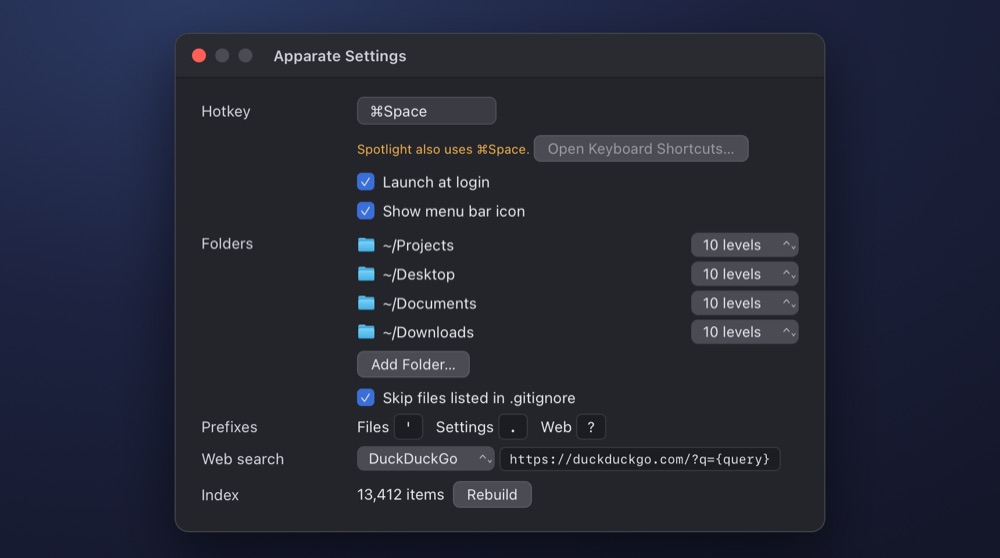 Apparate Settings
Hotkey ⌘Space
Spotlight also uses ⌘Space. Open Keyboard Shortcuts...
Launch at login
Show menu bar icon
Folders ~/Projects 10 levels
~/Desktop 10 levels
~/Documents 10 levels
~/Downloads 10 levels
Add Folder...
Skip files listed in .gitignore
Prefixes Files ' Settings . Web ?
Web search DuckDuckGo https://duckduckgo.com/?q={query}
Index 13,412 items Rebuild